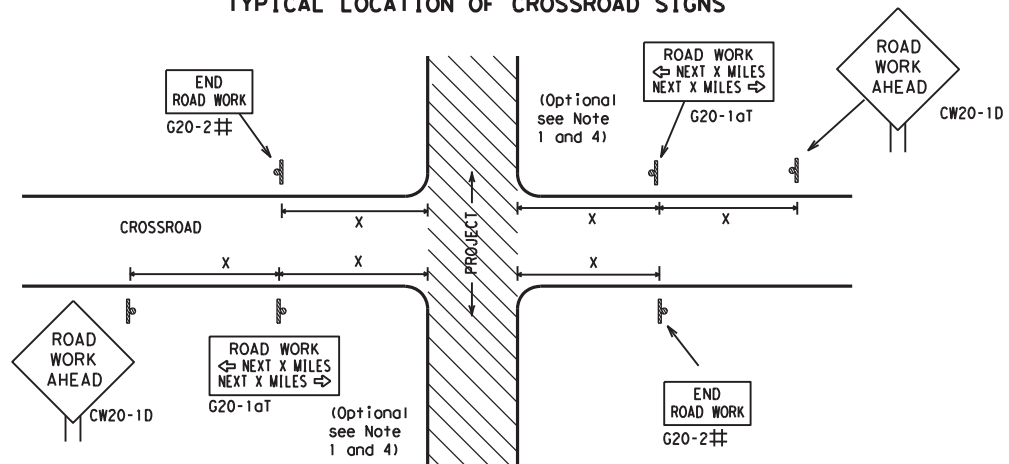 TYPICAL LOCATION OF CROSSROAD SIGNS
END
ROAD WORK
G20-2#
(Optional
see Note
1 and 4)
ROAD WORK
⇦ NEXT X MILES
NEXT X MILES ⇨
G20-1aT
ROAD
WORK
AHEAD
CW20-1D
X
X
X
CROSSROAD
PROJECT
X
X
X
ROAD
WORK
AHEAD
CW20-1D
ROAD WORK
⇦ NEXT X MILES
NEXT X MILES ⇨
G20-1aT
(Optional
see Note
1 and 4)
END
ROAD WORK
G20-2#